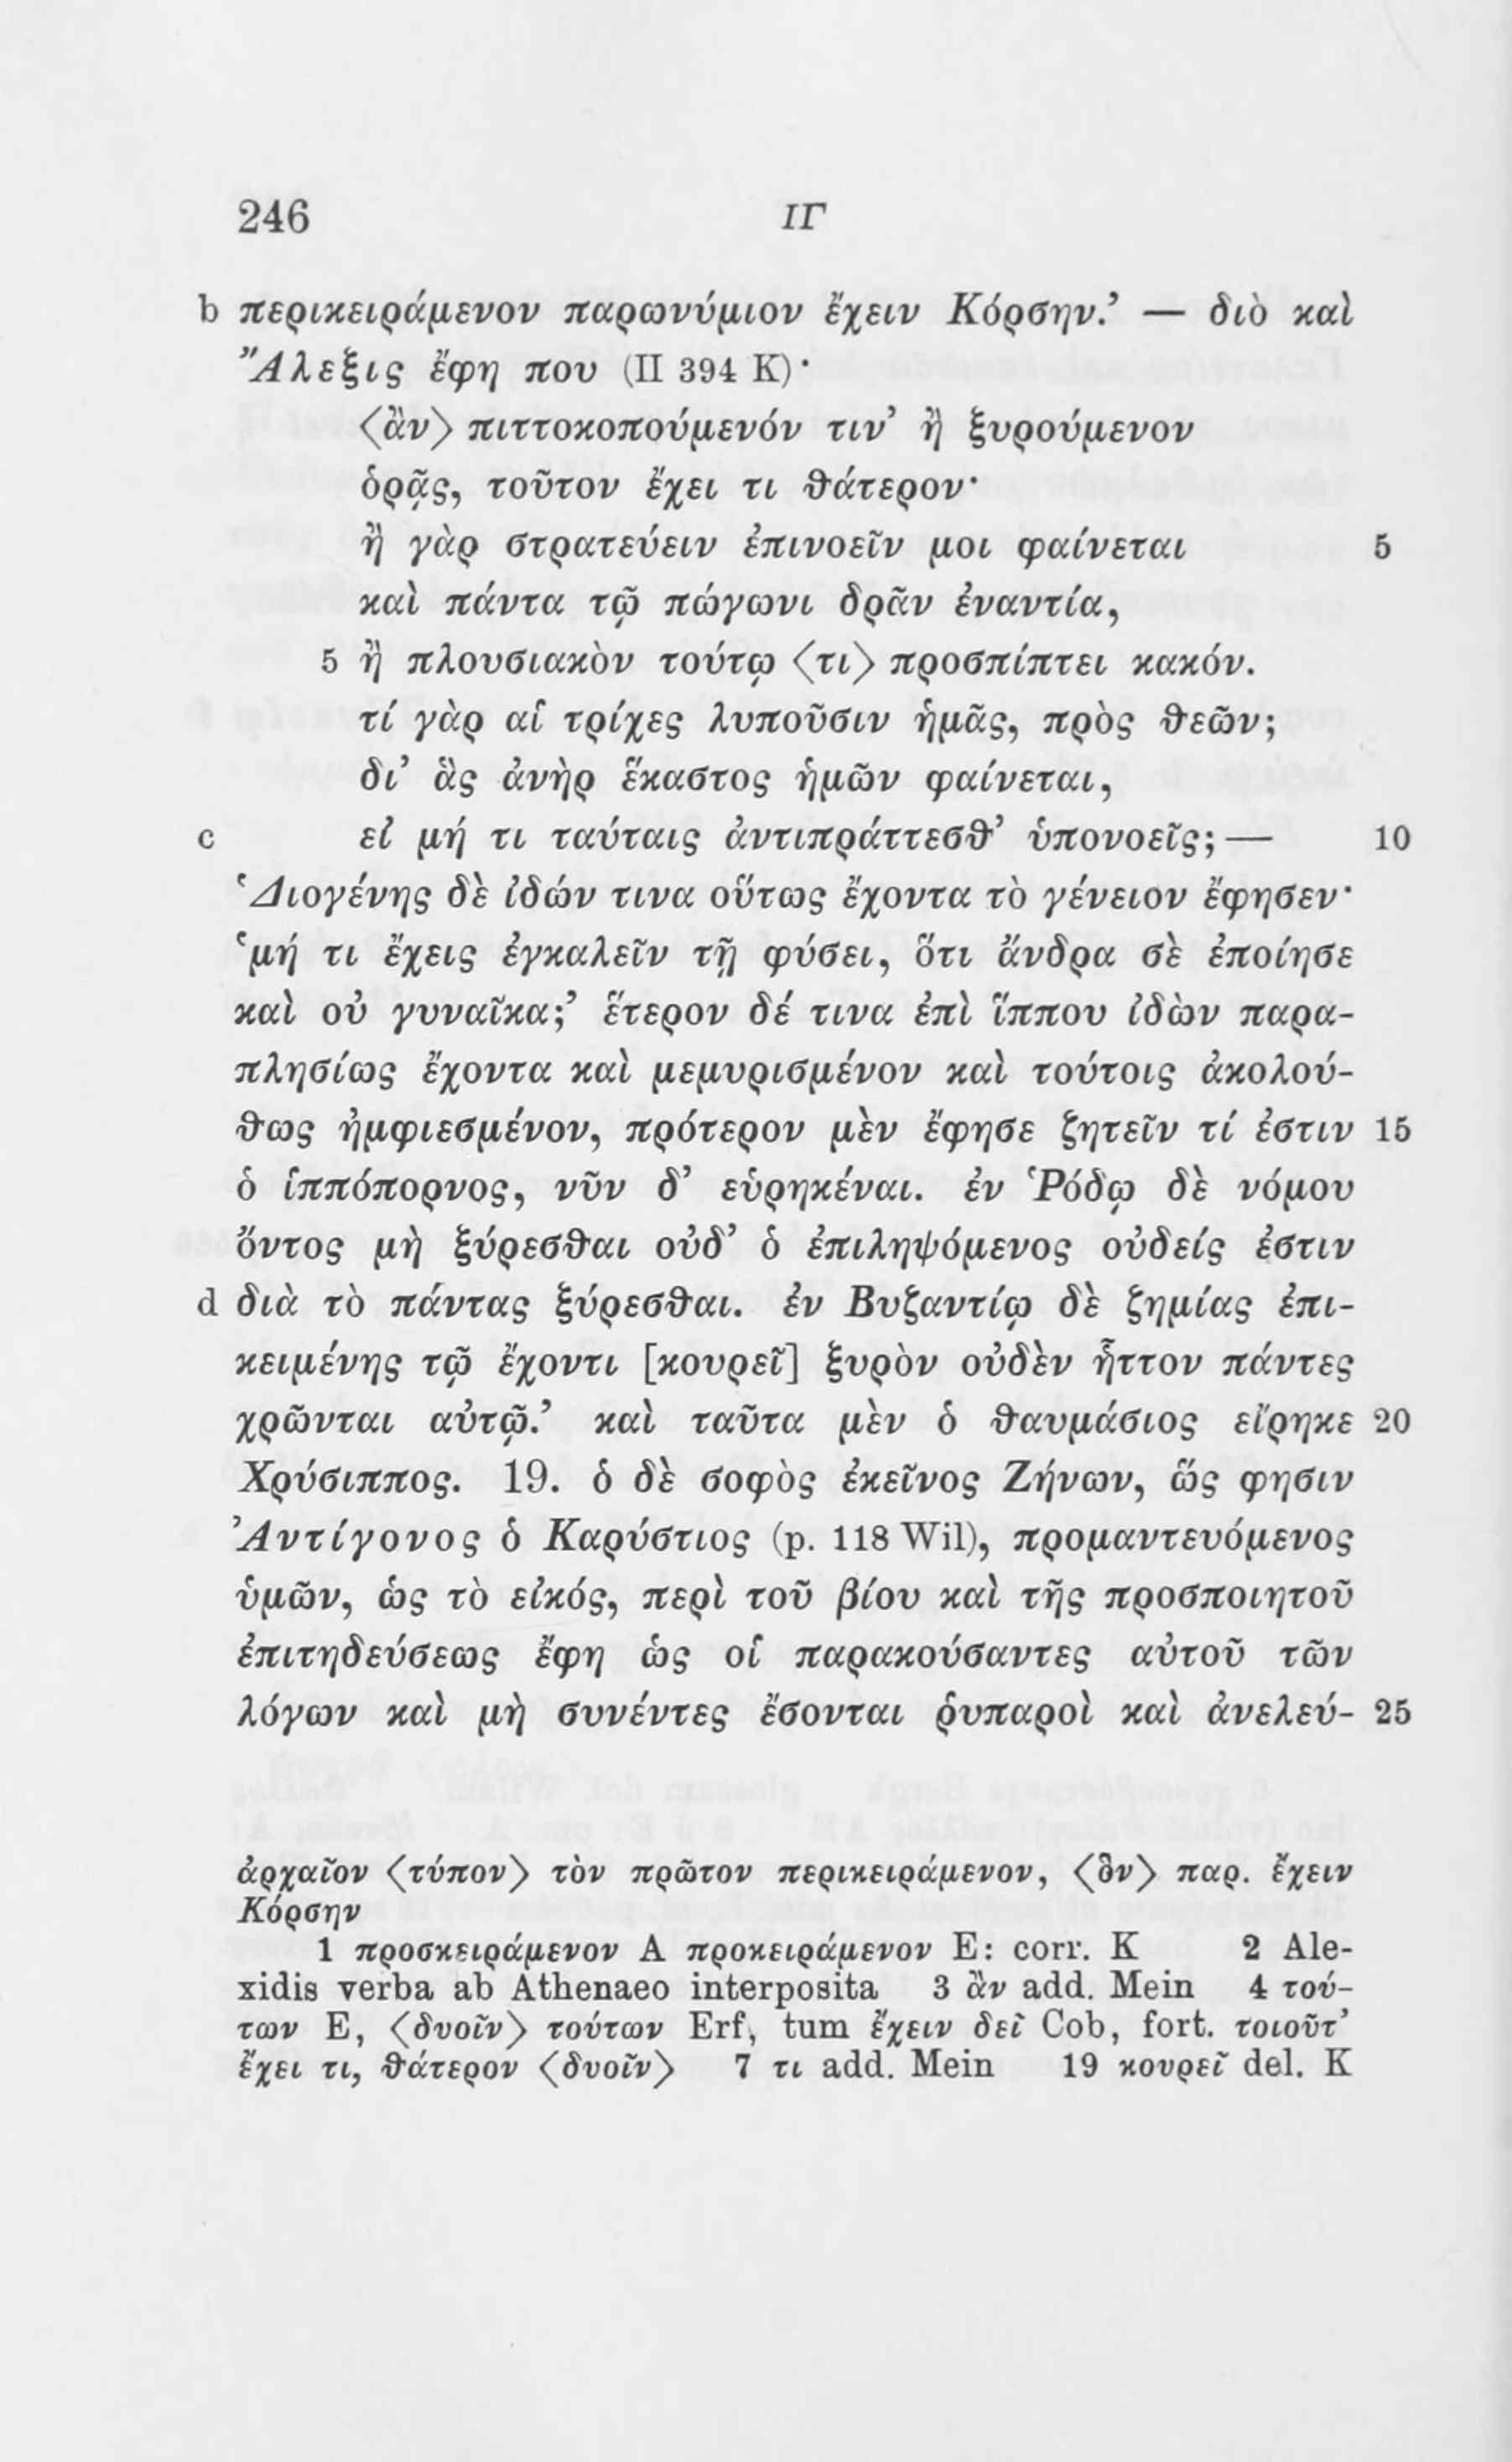 246 ΙΓ
b περικειράμενον παρωνύμιον ἔχειν Κόρσην.’ — διὸ καὶ
Ἄλεξις ἔφη που (II 394 K)·
⟨ἂν⟩ πιττοκοπούμενόν τιν’ ἢ ξυρούμενον
ὁρᾷς, τοῦτον ἔχει τι θάτερον·
ἢ γὰρ στρατεύειν ἐπινοεῖν μοι φαίνεται 5
καὶ πάντα τῷ πώγωνι δρᾶν ἐναντία,
5 ἢ πλουσιακὸν τούτῳ ⟨τι⟩ προσπίπτει κακόν.
τί γὰρ αἱ τρίχες λυποῦσιν ἡμᾶς, πρὸς θεῶν;
δι’ ἃς ἀνὴρ ἕκαστος ἡμῶν φαίνεται,
c εἰ μή τι ταύταις ἀντιπράττεσθ’ ὑπονοεῖς; — 10
‘Διογένης δὲ ἰδών τινα οὕτως ἔχοντα τὸ γένειον ἔφησεν·
‘μή τι ἔχεις ἐγκαλεῖν τῇ φύσει, ὅτι ἄνδρα σὲ ἐποίησε
καὶ οὐ γυναῖκα;’ ἕτερον δέ τινα ἐπὶ ἵππου ἰδὼν παρα-
πλησίως ἔχοντα καὶ μεμυρισμένον καὶ τούτοις ἀκολού-
θως ἠμφιεσμένον, πρότερον μὲν ἔφησε ζητεῖν τί ἐστιν 15
ὁ ἱππόπορνος, νῦν δ’ εὑρηκέναι. ἐν Ῥόδῳ δὲ νόμου
ὄντος μὴ ξύρεσθαι οὐδ’ ὁ ἐπιληψόμενος οὐδείς ἐστιν
d διὰ τὸ πάντας ξύρεσθαι. ἐν Βυζαντίῳ δὲ ζημίας ἐπι-
κειμένης τῷ ἔχοντι [κουρεῖ] ξυρὸν οὐδὲν ἧττον πάντες
χρῶνται αὐτῷ.’ καὶ ταῦτα μὲν ὁ θαυμάσιος εἴρηκε 20
Χρύσιππος. 19. ὁ δὲ σοφὸς ἐκεῖνος Ζήνων, ὥς φησιν
Ἀντίγονος ὁ Καρύστιος (p. 118 Wil), προμαντευόμενος
ὑμῶν, ὡς τὸ εἰκός, περὶ τοῦ βίου καὶ τῆς προσποιητοῦ
ἐπιτηδεύσεως ἔφη ὡς οἱ παρακούσαντες αὐτοῦ τῶν
λόγων καὶ μὴ συνέντες ἔσονται ῥυπαροὶ καὶ ἀνελεύ- 25
ἀρχαῖον ⟨τύπον⟩ τὸν πρῶτον περικειράμενον, ⟨ὃν⟩ παρ. ἔχειν
Κόρσην
1 προσκειράμενον A προκειράμενον E: corr. K 2 Ale-
xidis verba ab Athenaeo interposita 3 ἂν add. Mein 4 τού-
των E, ⟨δυοῖν⟩ τούτων Erf, tum ἔχειν δεῖ Cob, fort. τοιοῦτ’
ἔχει τι, θάτερον ⟨δυοῖν⟩ 7 τι add. Mein 19 κουρεῖ del. K